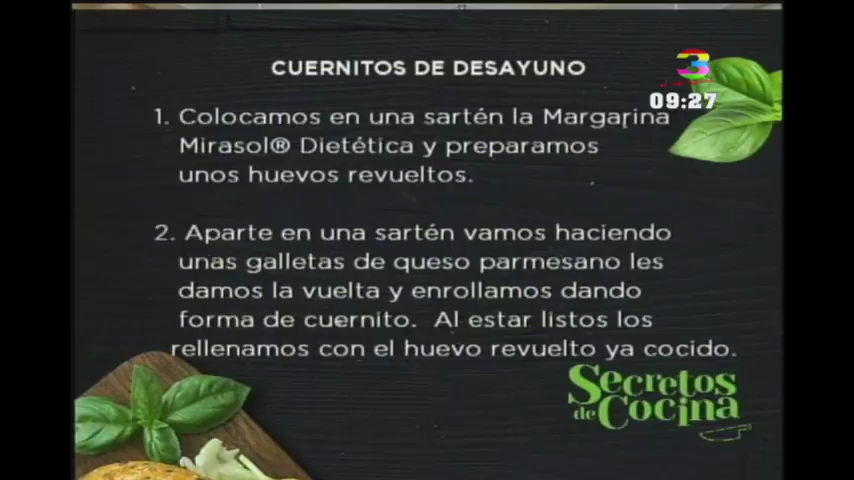 CUERNITOS DE DESAYUNO
3
09:27
1. Colocamos en una sartén la Margarina
Mirasol® Dietética y preparamos
unos huevos revueltos.
2. Aparte en una sartén vamos haciendo
unas galletas de queso parmesano les
damos la vuelta y enrollamos dando
forma de cuernito. Al estar listos los
rellenamos con el huevo revuelto ya cocido.
Secretos
de Cocina